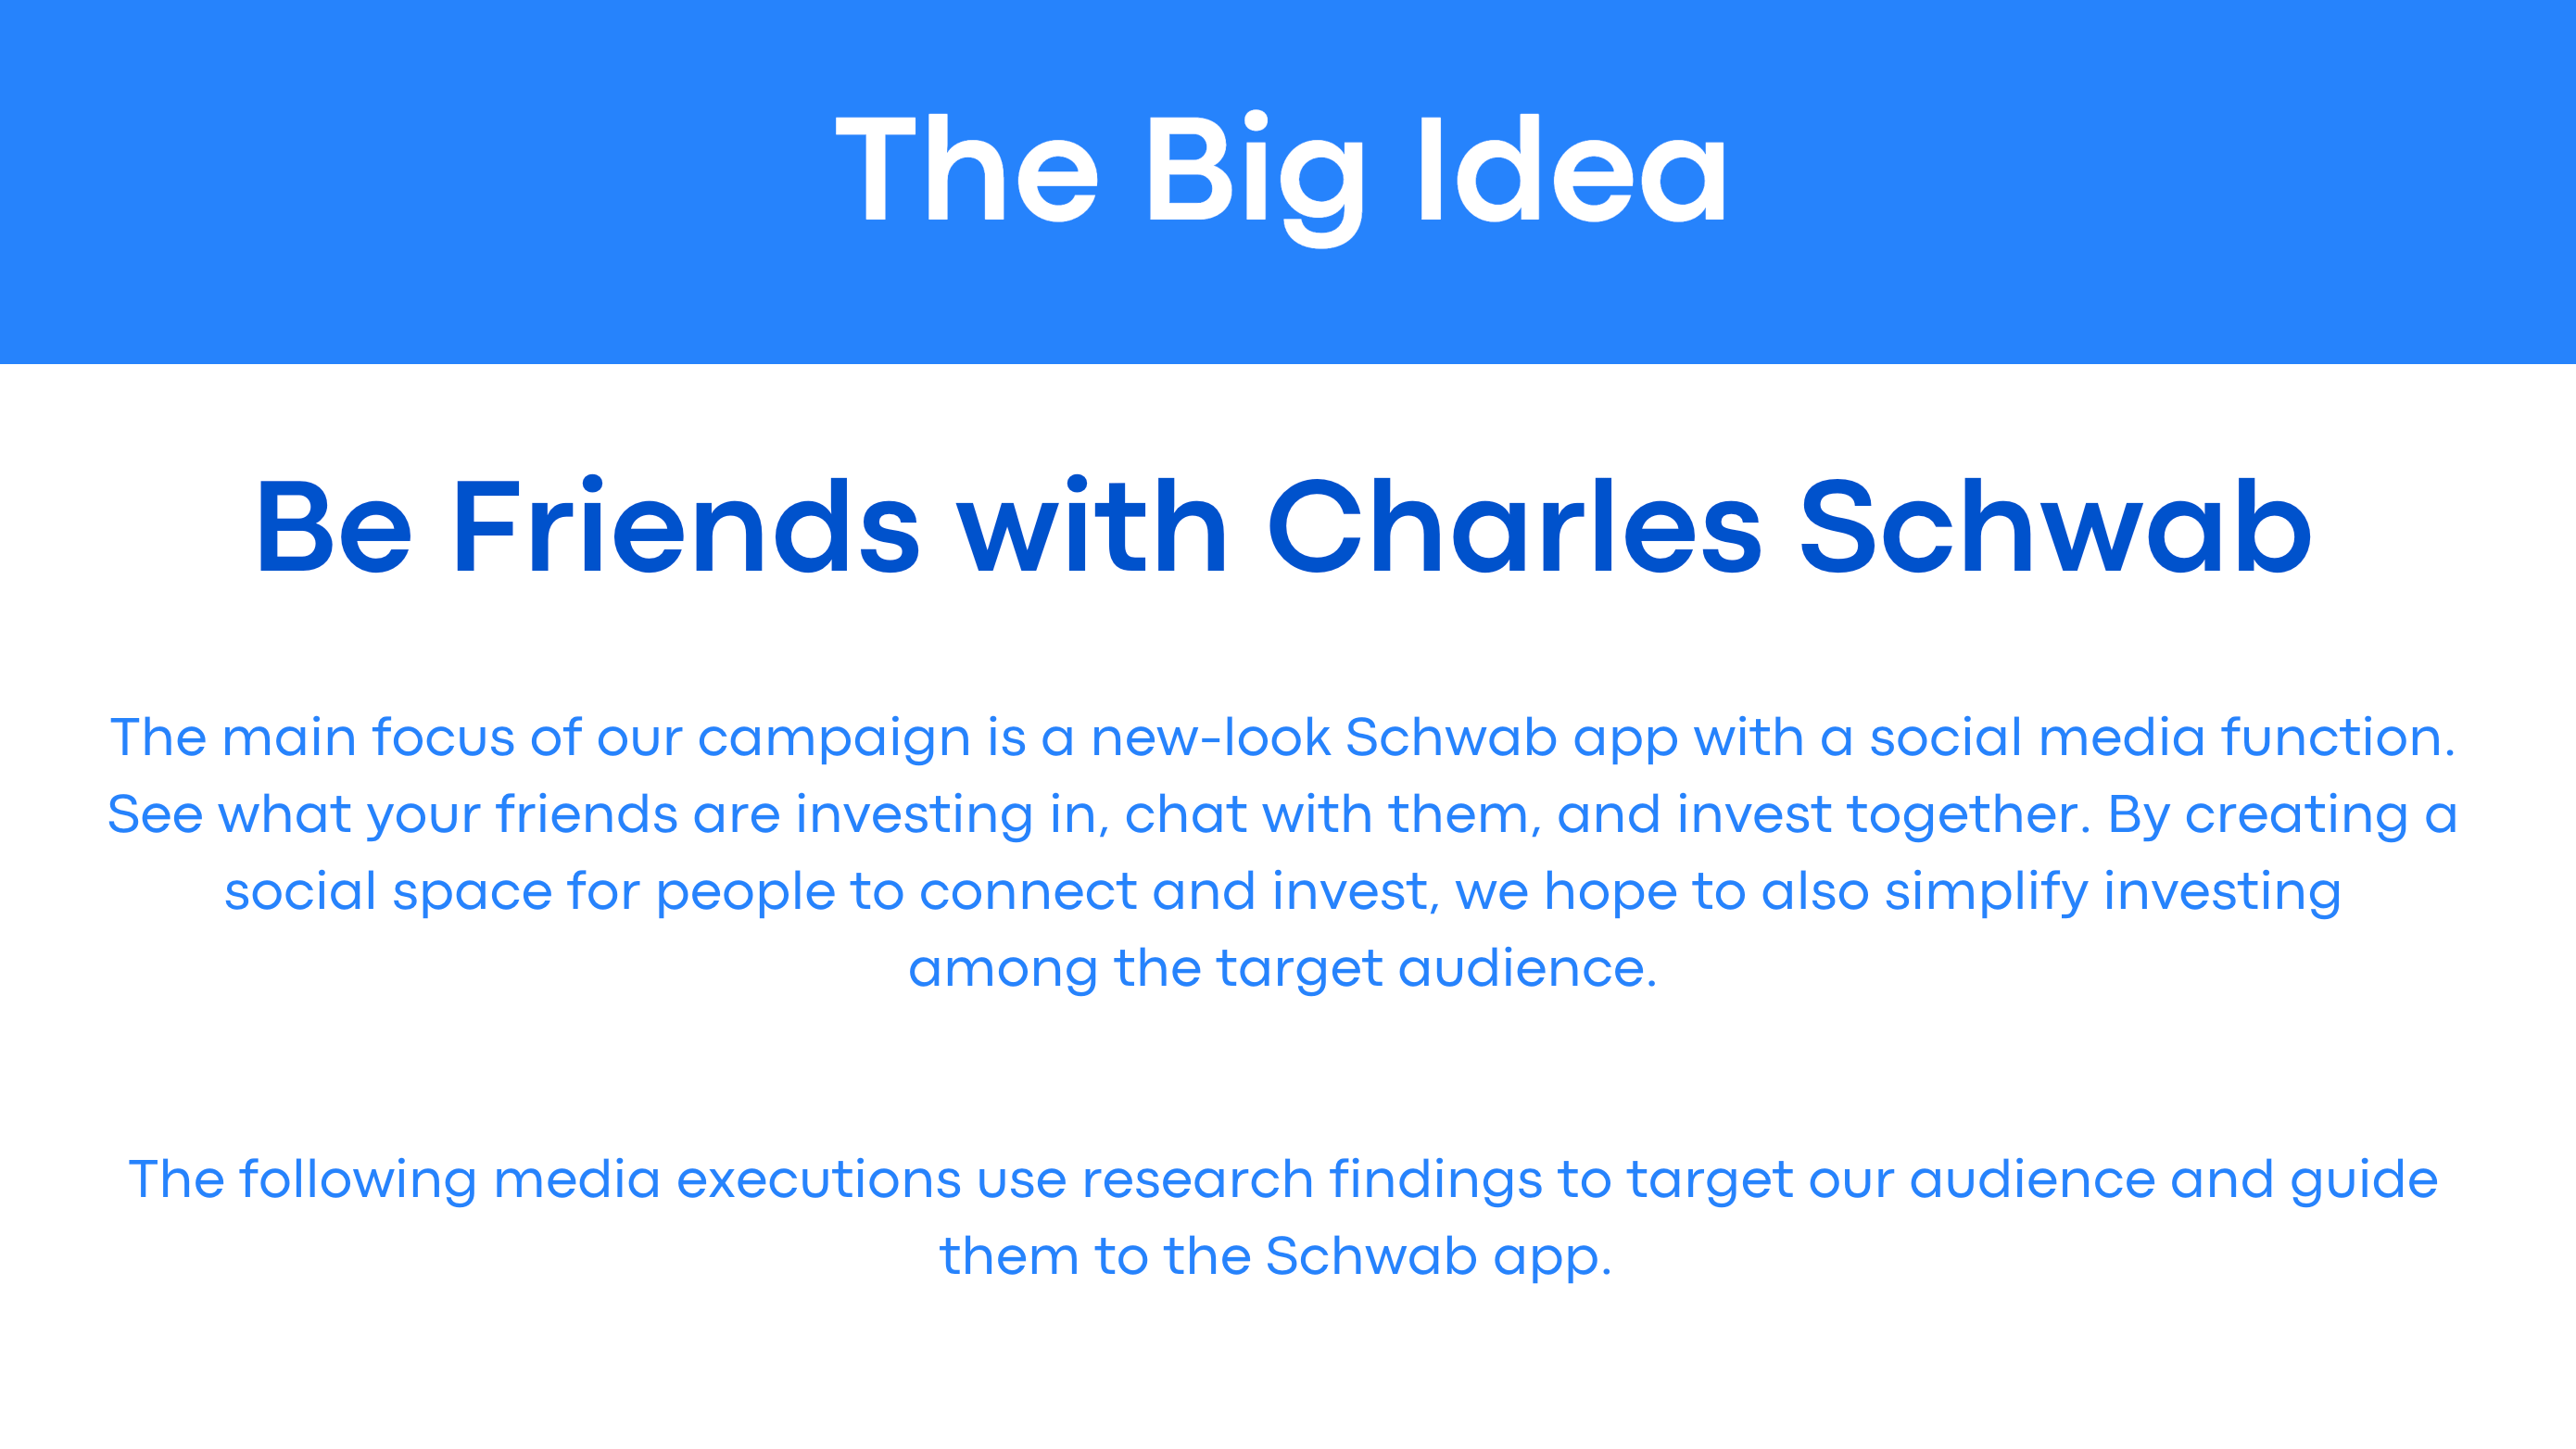 The Big Idea
Be Friends with Charles Schwab
The main focus of our campaign is a new-look Schwab app with a social media function.
See what your friends are investing in, chat with them, and invest together. By creating a
social space for people to connect and invest, we hope to also simplify investing
among the target audience.
The following media executions use research findings to target our audience and guide
them to the Schwab app.